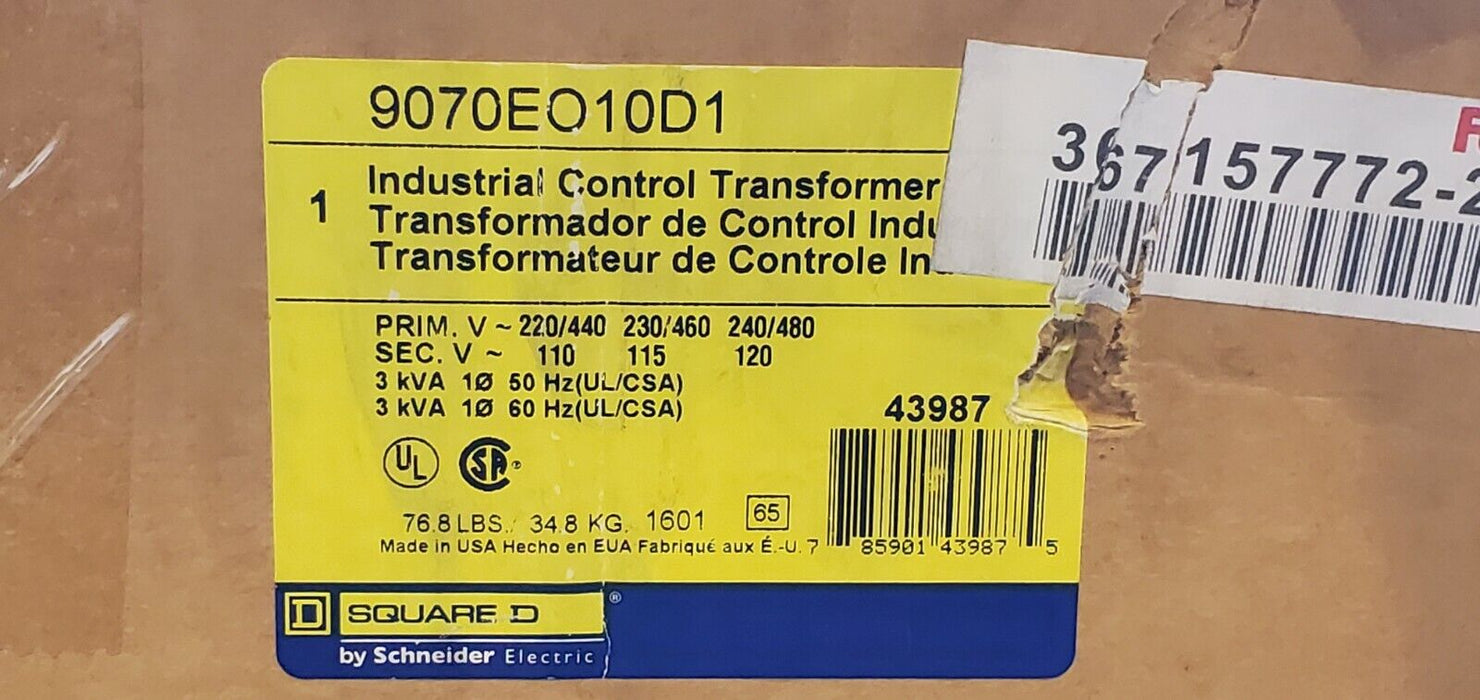 9070EO10D1
1
Industrial Control Transformer
Transformador de Control
Transformateur de Controle
PRIM. V ~ 220/440 230/460 240/480
SEC. V ~ 110 115 120
3 kVA 1Ø 50 Hz(UL/CSA)
3 kVA 1Ø 60 Hz(UL/CSA)
43987
UL
SA
76.8 LBS./ 34.8 KG. 1601 65
Made in USA Hecho en EUA Fabriqué aux É.-U.
7 85901 43987 5
D SQUARE D ®
by Schneider Electric
157772-2